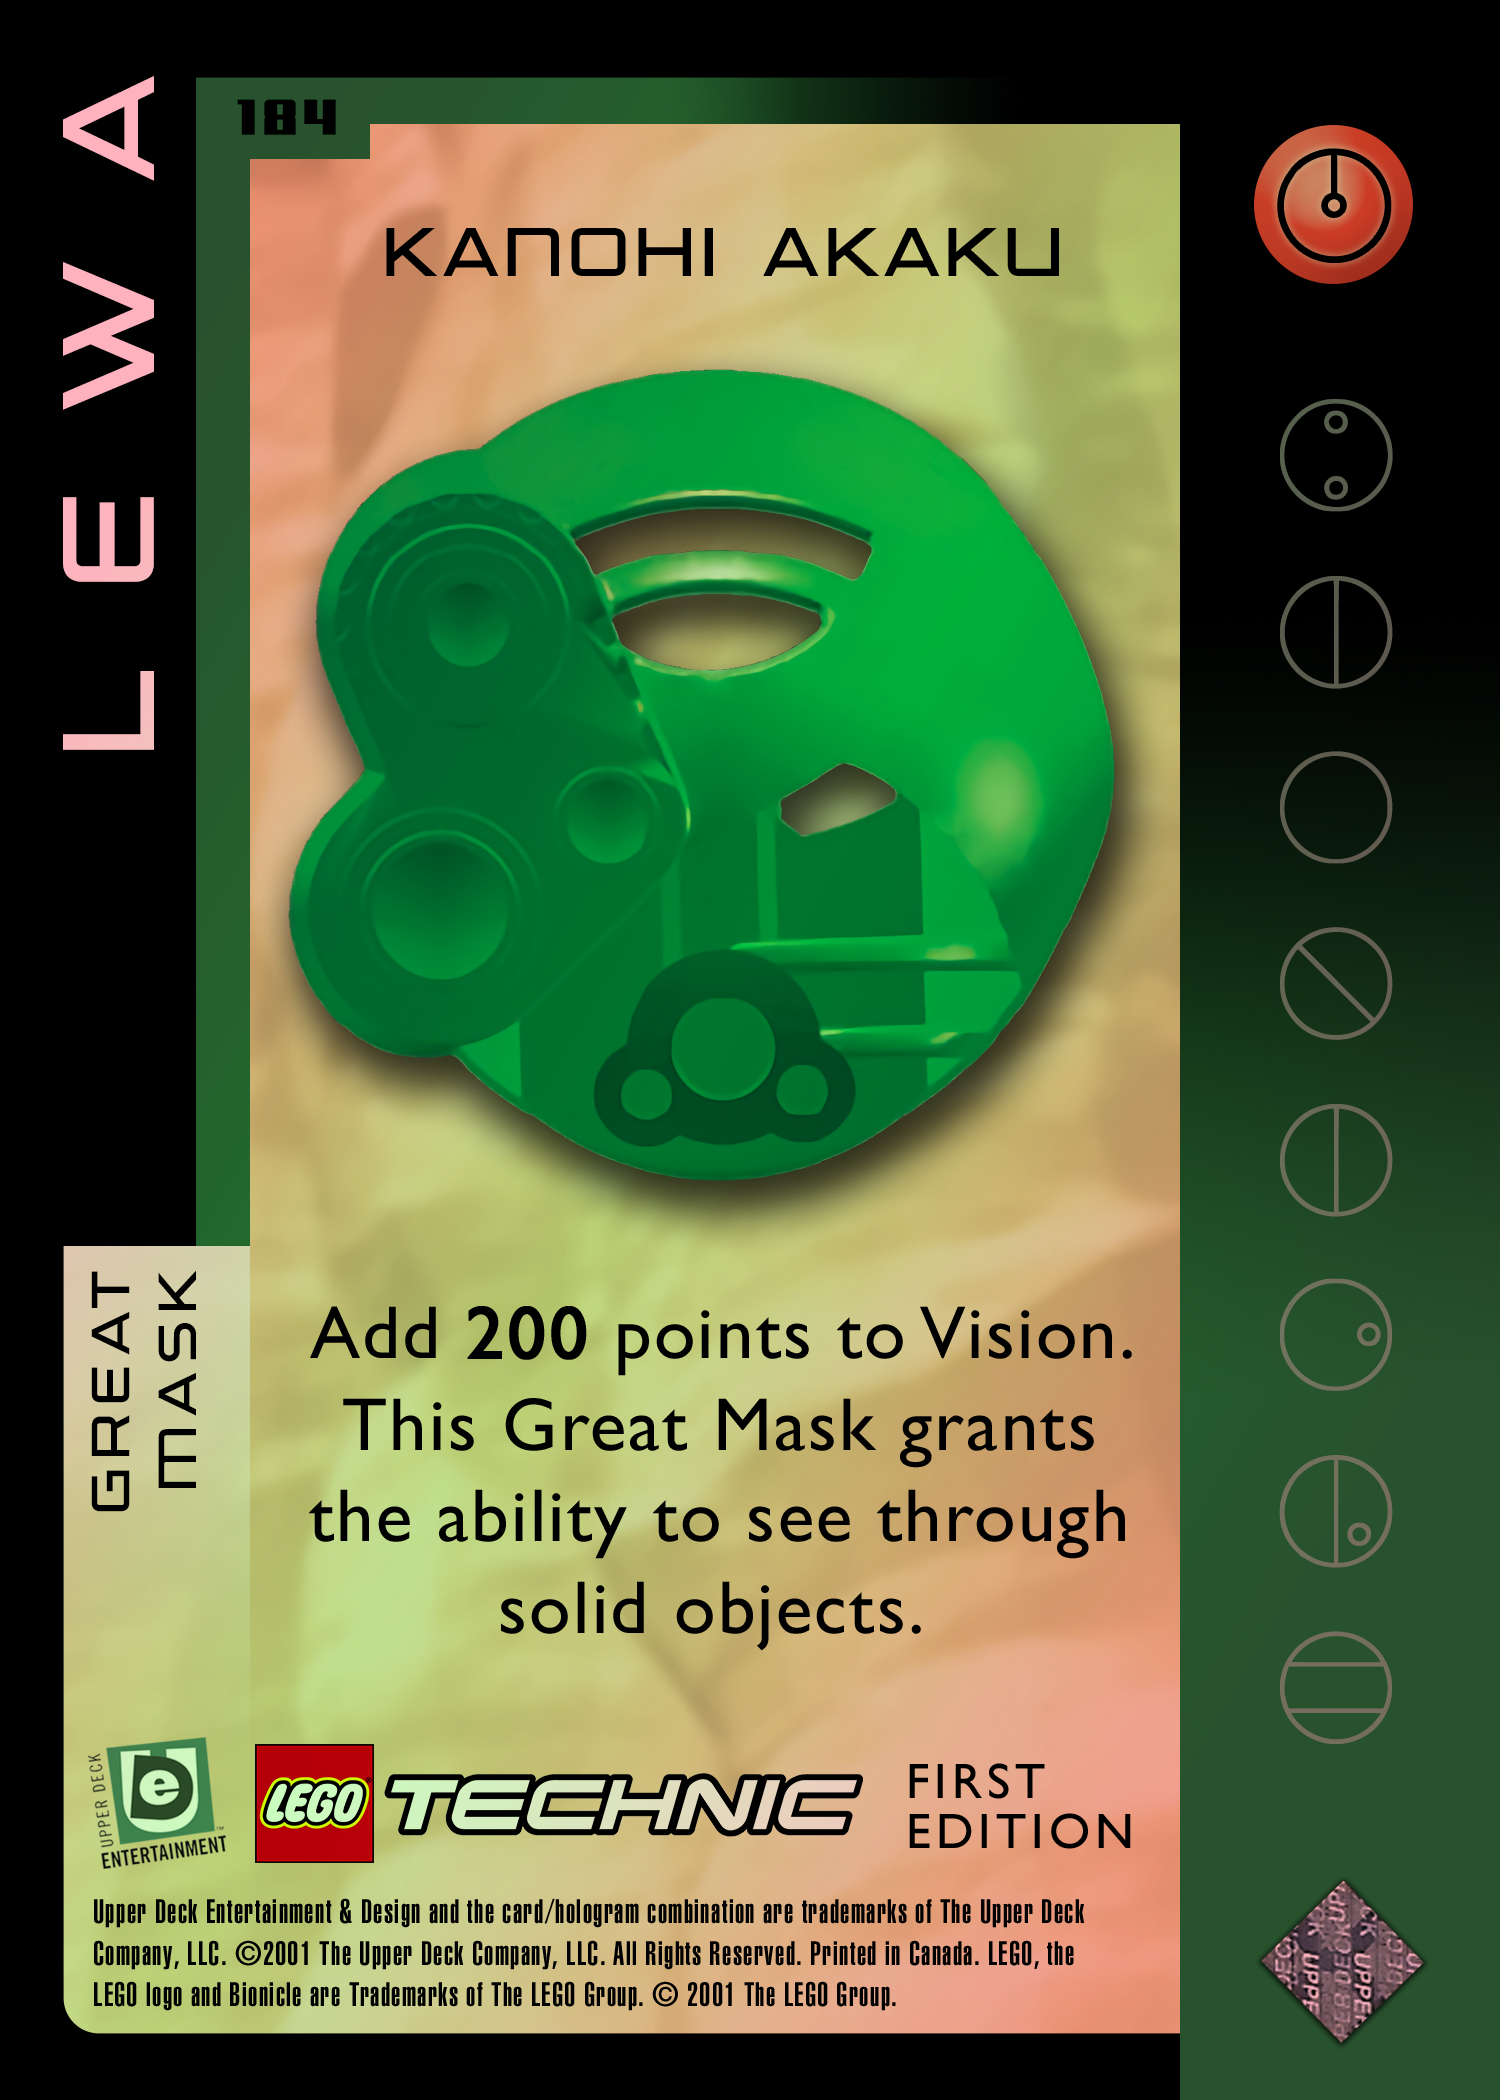 184
LEWA
KANOHI AKAKU
GREAT
MASK
Add 200 points to Vision.
This Great Mask grants
the ability to see through
solid objects.
UPPER DECK
ENTERTAINMENT
LEGO TECHNIC
FIRST
EDITION
Upper Deck Entertainment & Design and the card/hologram combination are trademarks of The Upper Deck
Company, LLC. ©2001 The Upper Deck Company, LLC. All Rights Reserved. Printed in Canada. LEGO, the
LEGO logo and Bionicle are Trademarks of The LEGO Group. © 2001 The LEGO Group.